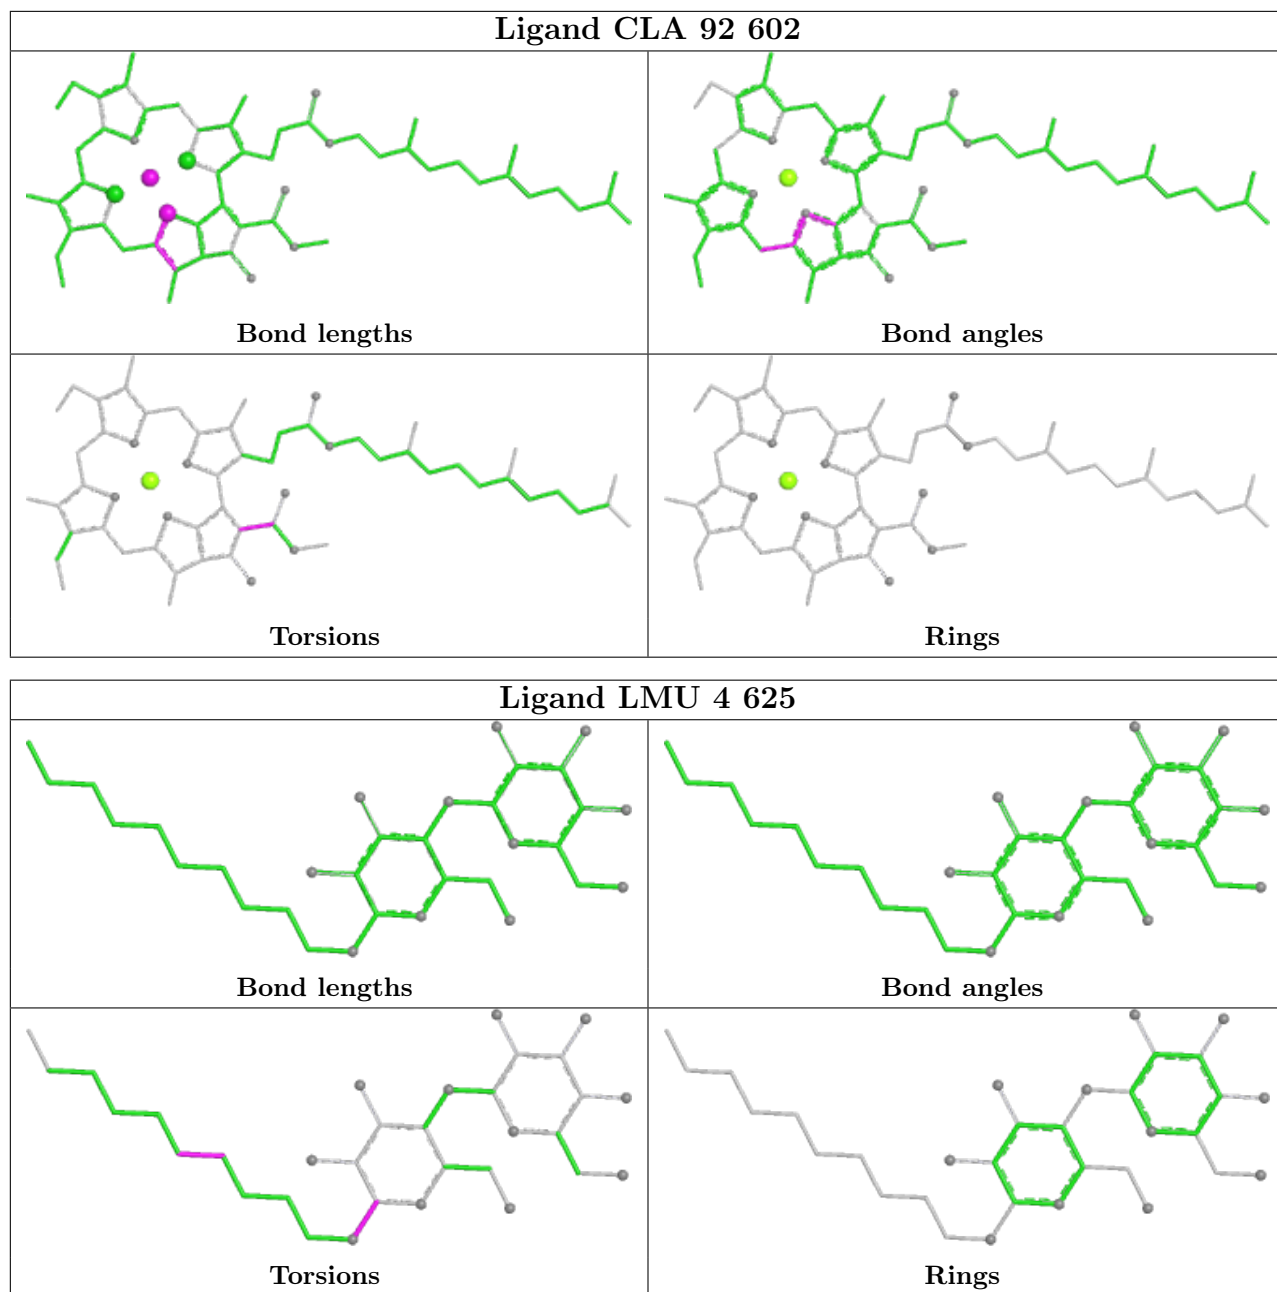 Ligand CLA 92 602
Bond lengths
Bond angles
Torsions
Rings
Ligand LMU 4 625
Bond lengths
Bond angles
Torsions
Rings